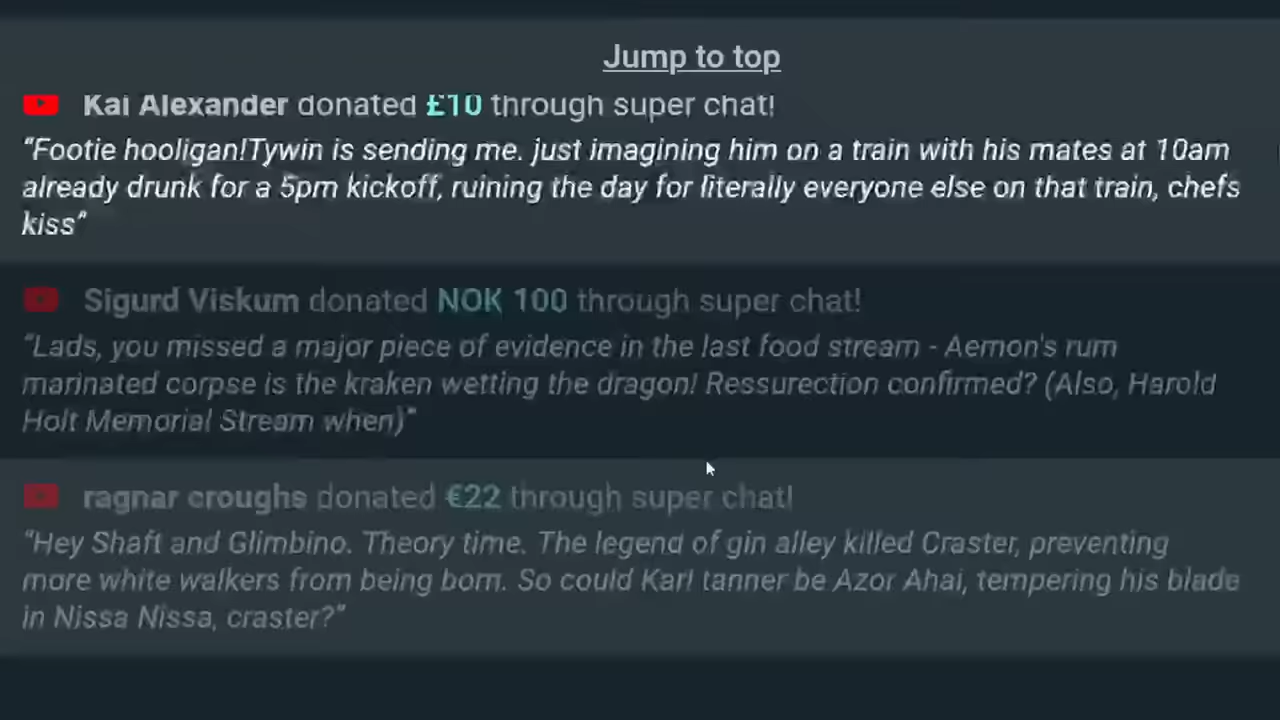 Jump to top
Kai Alexander donated £10 through super chat!
“Footie hooligan!Tywin is sending me. just imagining him on a train with his mates at 10am
already drunk for a 5pm kickoff, ruining the day for literally everyone else on that train, chefs
kiss”
Sigurd Viskum donated NOK 100 through super chat!
“Lads, you missed a major piece of evidence in the last food stream - Aemon's rum
marinated corpse is the kraken wetting the dragon! Ressurection confirmed? (Also, Harold
Holt Memorial Stream when)”
ragnar croughs donated €22 through super chat!
“Hey Shaft and Glimbino. Theory time. The legend of gin alley killed Craster, preventing
more white walkers from being born. So could Karl tanner be Azor Ahai, tempering his blade
in Nissa Nissa, craster?”